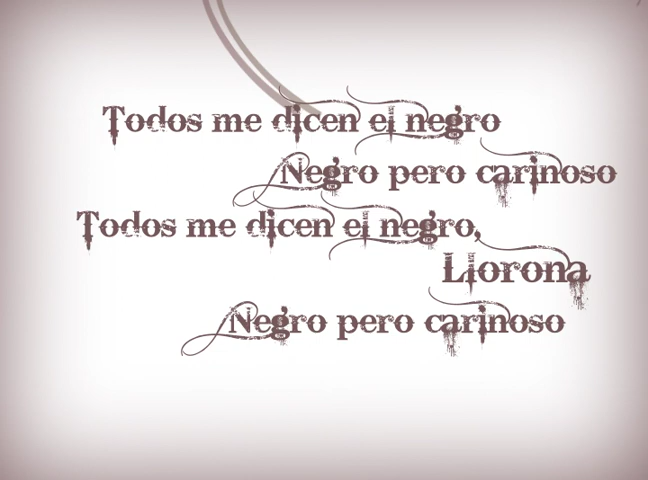 Todos me dicen el negro
Negro pero carinoso
Todos me dicen el negro,
Llorona
Negro pero carinoso